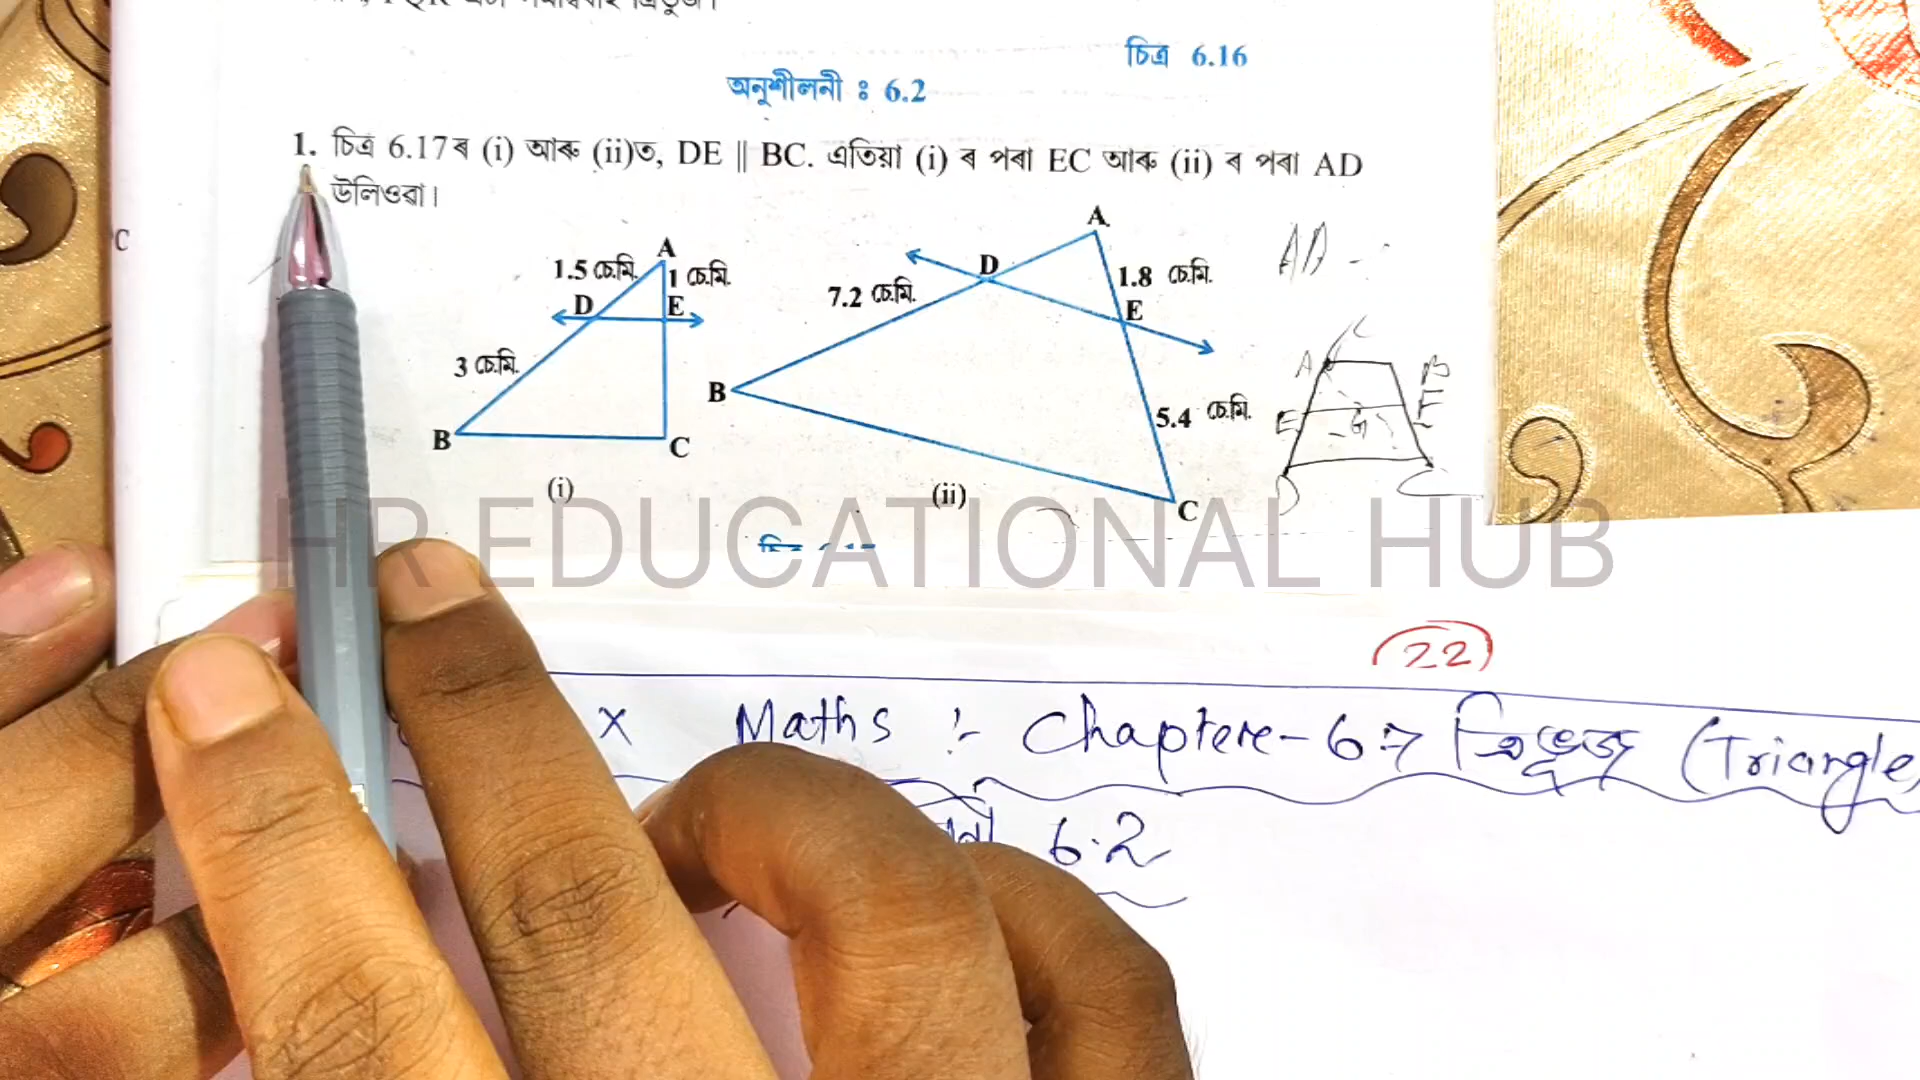 চিত্ৰ 6.16
অনুশীলনী : 6.2
1. চিত্ৰ 6.17ৰ (i) আৰু (ii)ত, DE || BC. এতিয়া (i) ৰ পৰা EC আৰু (ii) ৰ পৰা AD
উলিওৱা।
A
1.5 চে.মি.
1 চে.মি.
D
E
3 চে.মি.
B
C
(i)
A
D
1.8 চে.মি.
7.2 চে.মি.
E
B
5.4 চে.মি.
C
(ii)
AD
A
B
E
F
G
D
C
C
HR EDUCATIONAL HUB
22
X Maths :- Chaptere-6 :-> ত্ৰিভূজ (Triangle
6.2